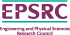 EPSRC
Engineering and Physical Sciences
Research Council